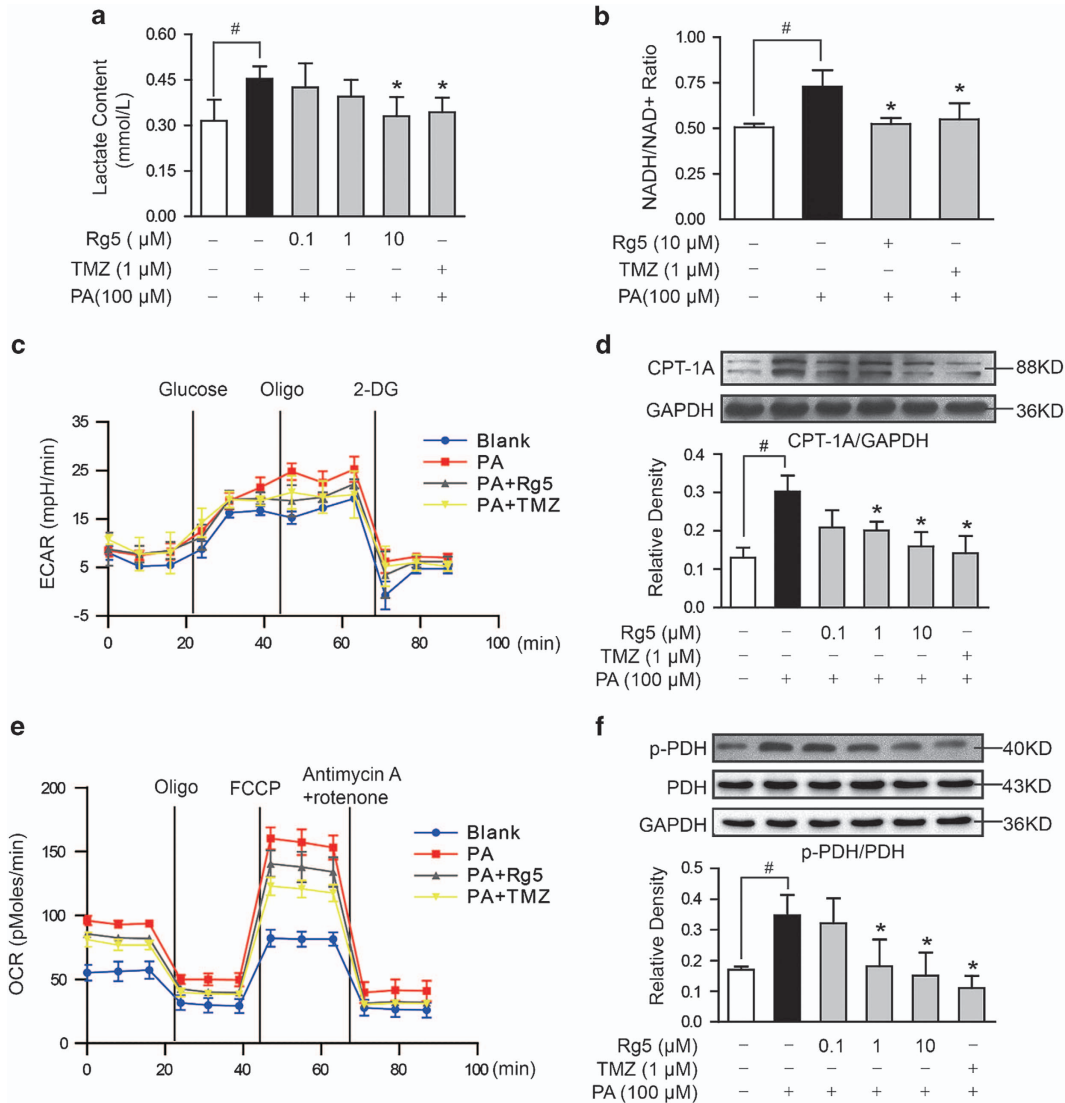 a
#
0.60
0.45
0.30
0.15
0.00
Lactate Content
(mmol/L)
* *
Rg5 ( μM) – – 0.1 1 10 –
TMZ (1 μM) – – – – – +
PA(100 μM) – + + + + +
b
#
1.00
0.75
0.50
0.25
0.00
NADH/NAD+ Ratio
* *
Rg5 (10 μM) – – + –
TMZ (1 μM) – – – +
PA(100 μM) – + + +
c
Glucose Oligo 2-DG
35
25
15
5
-5
ECAR (mpH/min)
Blank
PA
PA+Rg5
PA+TMZ
0 20 40 60 80 100 (min)
d
CPT-1A 88KD
GAPDH 36KD
CPT-1A/GAPDH
#
0.4
0.3
0.2
0.1
0.0
Relative Density
* * *
Rg5 (μM) – – 0.1 1 10 –
TMZ (1 μM) – – – – – +
PA (100 μM) – + + + + +
e
Oligo FCCP Antimycin A
+rotenone
200
150
100
50
0
OCR (pMoles/min)
Blank
PA
PA+Rg5
PA+TMZ
0 20 40 60 80 100 (min)
f
p-PDH 40KD
PDH 43KD
GAPDH 36KD
p-PDH/PDH
#
0.5
0.4
0.3
0.2
0.1
0.0
Relative Density
* * *
Rg5 (μM) – – 0.1 1 10 –
TMZ (1 μM) – – – – – +
PA (100 μM) – + + + + +